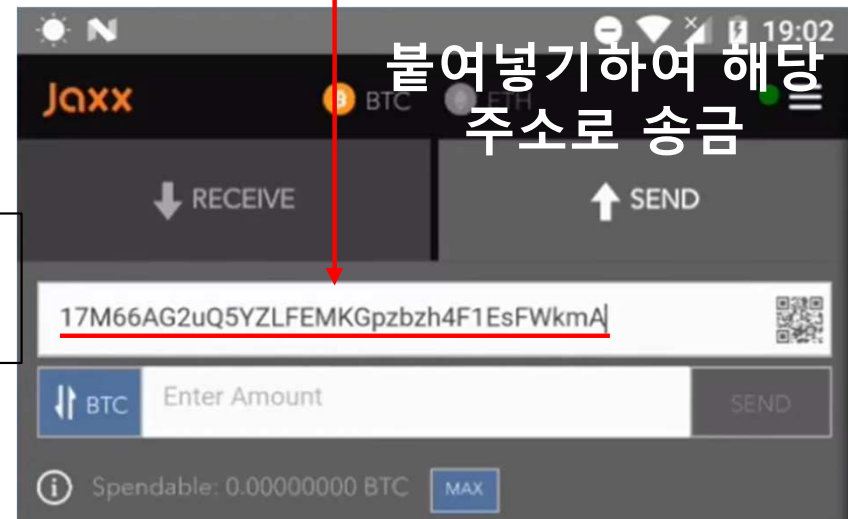 19:02
붙여넣기하여 해당
주소로 송금
Jaxx
BTC
ETH
RECEIVE
SEND
17M66AG2uQ5YZLFEMKGpzbzh4F1EsFWkmA
BTC
Enter Amount
SEND
Spendable: 0.00000000 BTC
MAX